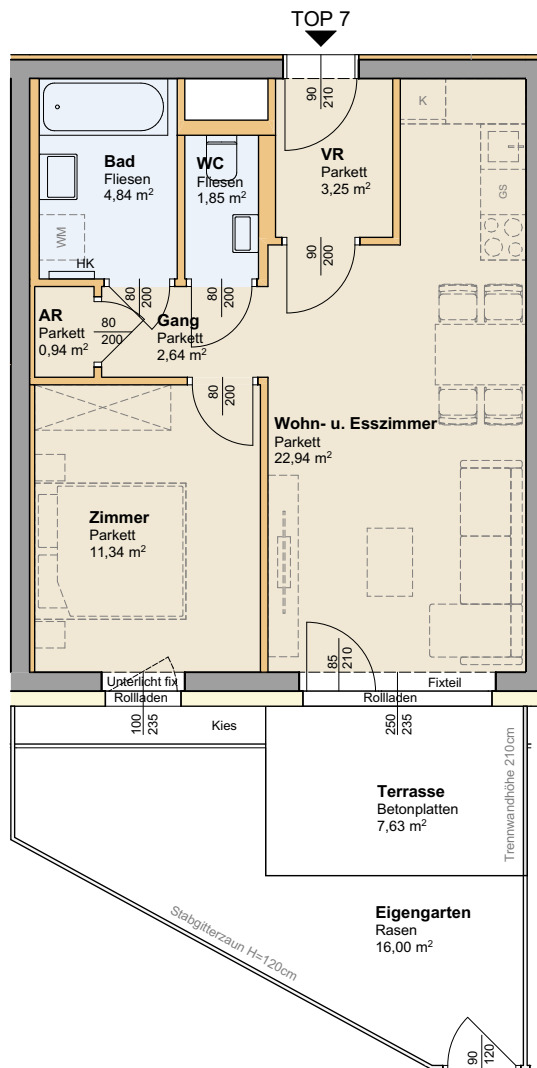 TOP 7
90
210
K
Bad
Fliesen
4,84 m²
WC
Fliesen
1,85 m²
VR
Parkett
3,25 m²
GS
WM
HK
90
200
80
200
80
200
AR
Parkett
0,94 m²
80
200
Gang
Parkett
2,64 m²
80
200
Wohn- u. Esszimmer
Parkett
22,94 m²
Zimmer
Parkett
11,34 m²
85
210
Unterlicht fix
Fixteil
Rollladen
Rollladen
100
235
Kies
250
235
Trennwandhöhe 210cm
Terrasse
Betonplatten
7,63 m²
Stabgitterzaun H=120cm
Eigengarten
Rasen
16,00 m²
90
120